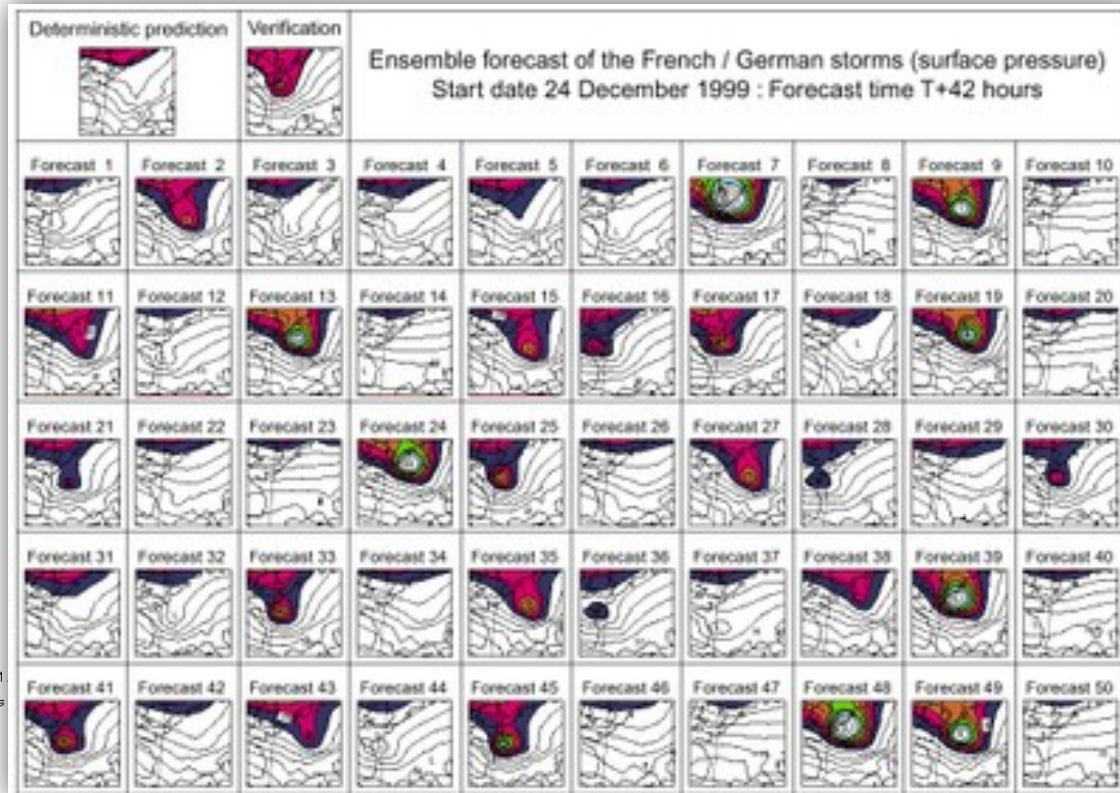 Deterministic prediction
Verification
Ensemble forecast of the French / German storms (surface pressure)
Start date 24 December 1999 : Forecast time T+42 hours
Forecast 1
Forecast 2
Forecast 3
Forecast 4
Forecast 5
Forecast 6
Forecast 7
Forecast 8
Forecast 9
Forecast 10
Forecast 11
Forecast 12
Forecast 13
Forecast 14
Forecast 15
Forecast 16
Forecast 17
Forecast 18
Forecast 19
Forecast 20
Forecast 21
Forecast 22
Forecast 23
Forecast 24
Forecast 25
Forecast 26
Forecast 27
Forecast 28
Forecast 29
Forecast 30
Forecast 31
Forecast 32
Forecast 33
Forecast 34
Forecast 35
Forecast 36
Forecast 37
Forecast 38
Forecast 39
Forecast 40
Forecast 41
Forecast 42
Forecast 43
Forecast 44
Forecast 45
Forecast 46
Forecast 47
Forecast 48
Forecast 49
Forecast 50